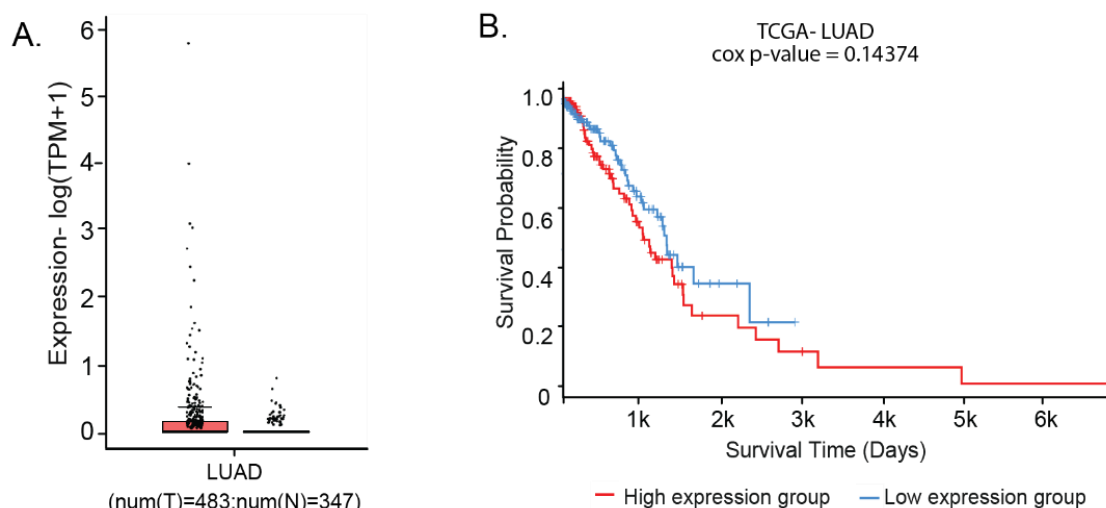 A.
Expression- log(TPM+1)
6
5
4
3
2
1
0
LUAD
(num(T)=483;num(N)=347)
B.
TCGA- LUAD
cox p-value = 0.14374
Survival Probability
1.0
0.8
0.6
0.4
0.2
0
1k 2k 3k 4k 5k 6k
Survival Time (Days)
High expression group Low expression group